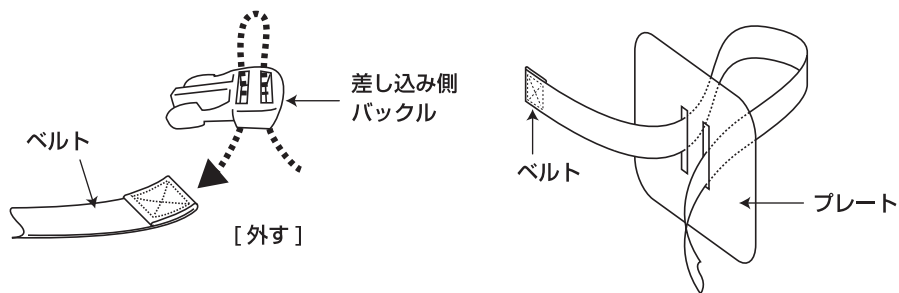 差し込み側
バックル
ベルト
[ 外す ]
ベルト
プレート